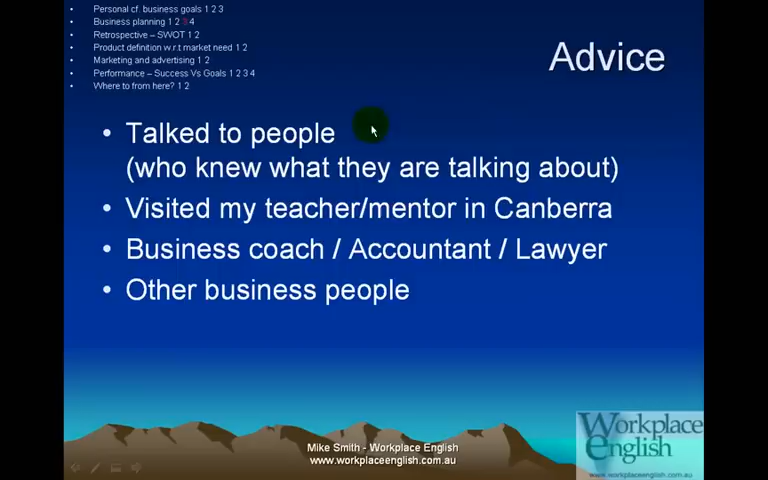 Personal cf. business goals 1 2 3
Business planning 1 2 3 4
Retrospective – SWOT 1 2
Product definition w r t market need 1 2
Marketing and advertising 1 2
Performance – Success Vs Goals 1 2 3 4
Where to from here? 1 2
Advice
• Talked to people
(who knew what they are talking about)
• Visited my teacher/mentor in Canberra
• Business coach / Accountant / Lawyer
• Other business people
Mike Smith - Workplace English
www.workplaceenglish.com.au
Workplace
English
www.workplaceenglish.com.au